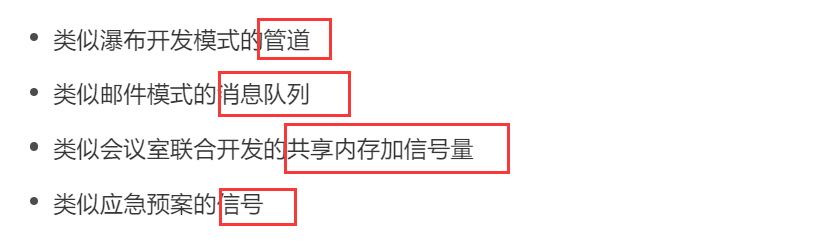 类似瀑布开发模式的管道
类似邮件模式的消息队列
类似会议室联合开发的共享内存加信号量
类似应急预案的信号